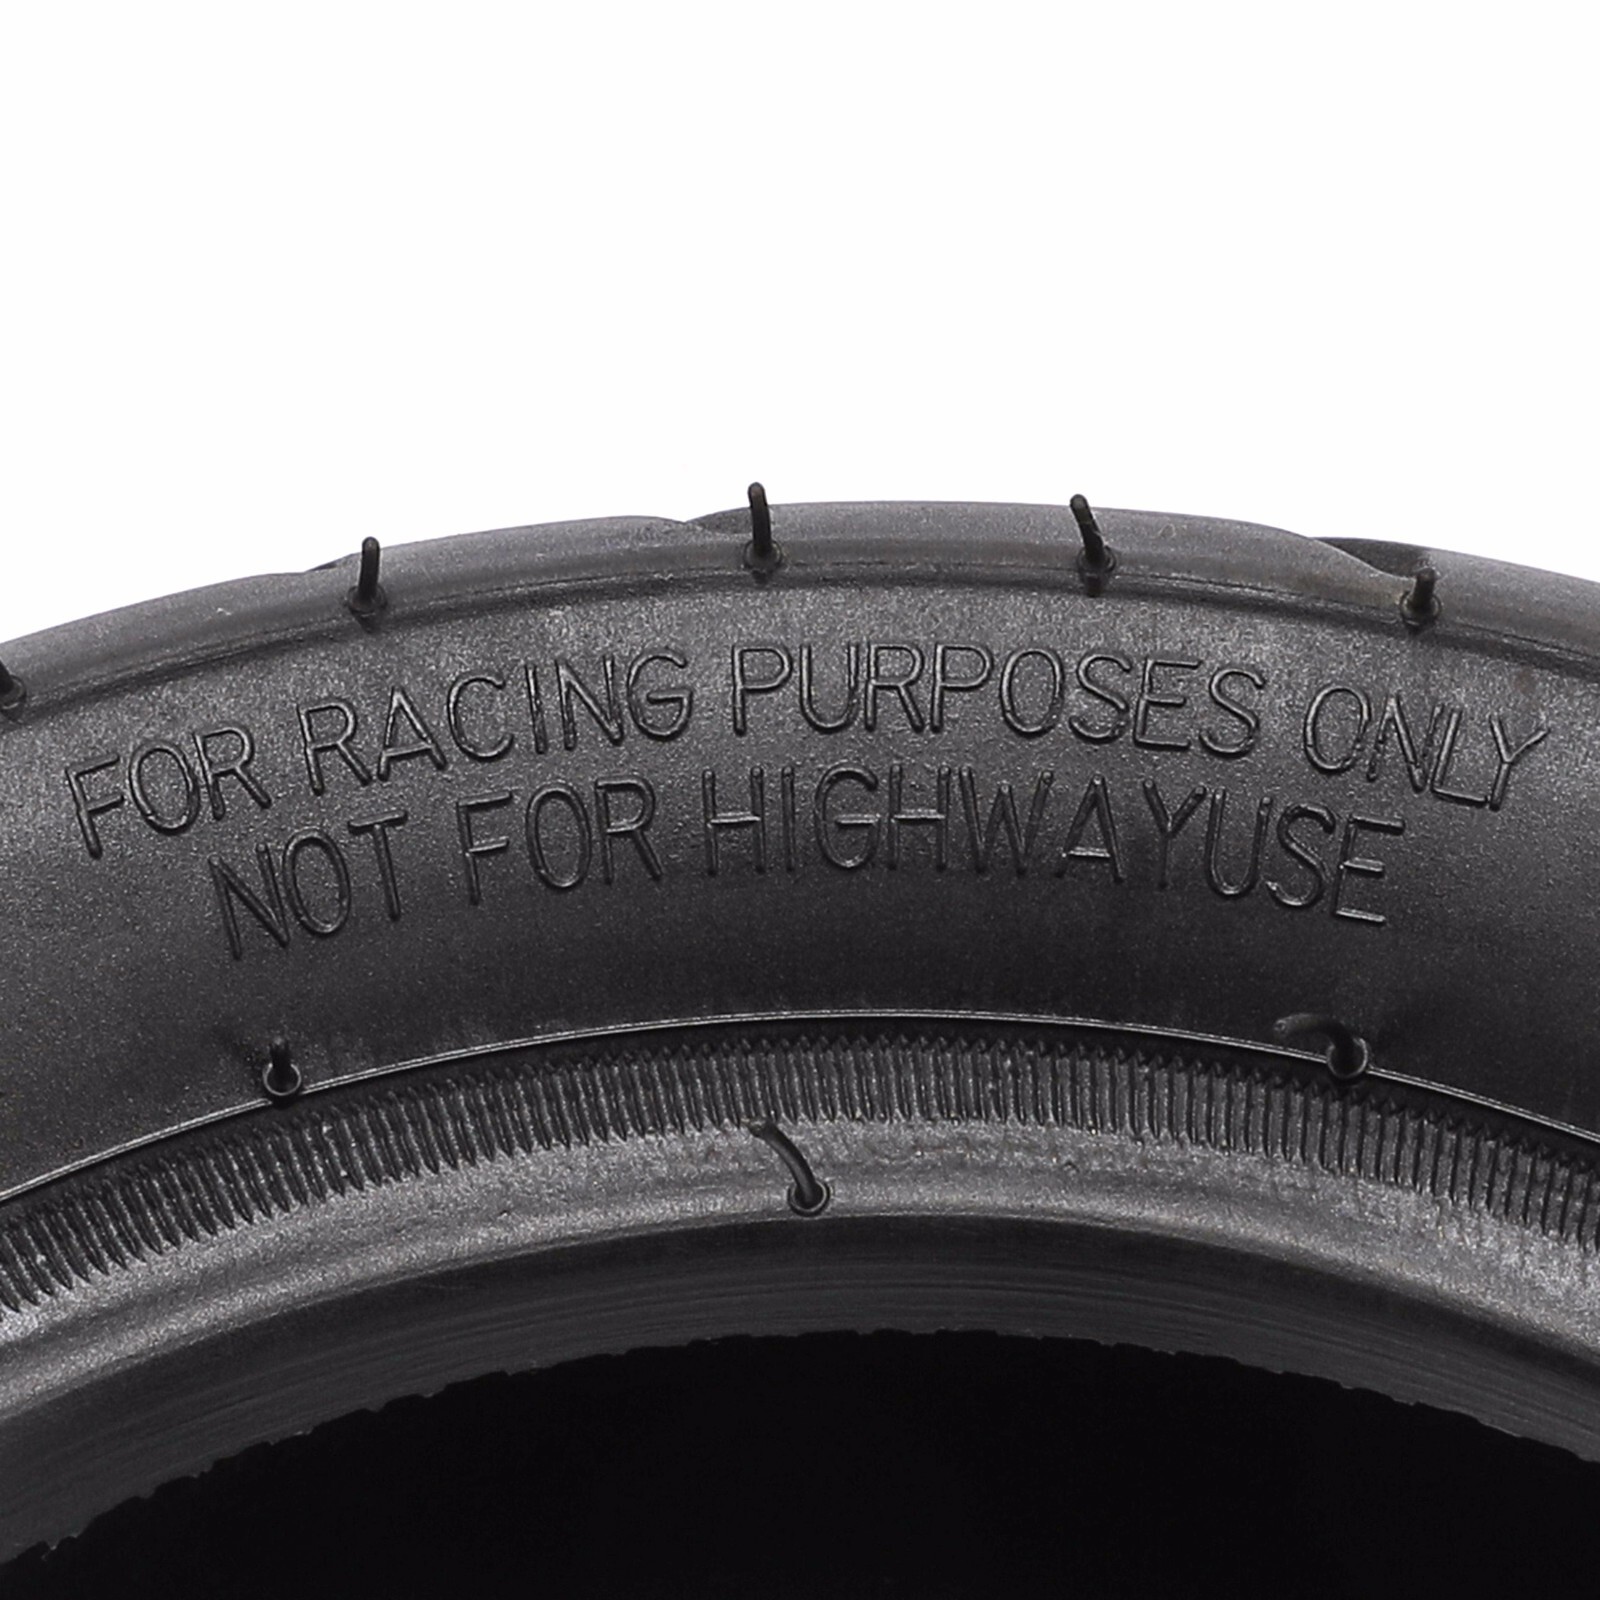 FOR RACING PURPOSES ONLY
NOT FOR HIGHWAYUSE